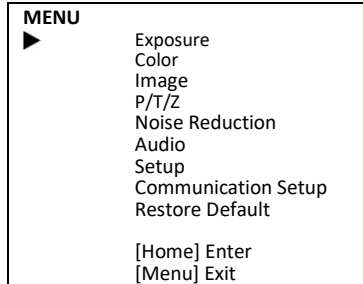 MENU
Exposure
Color
Image
P/T/Z
Noise Reduction
Audio
Setup
Communication Setup
Restore Default
[Home] Enter
[Menu] Exit